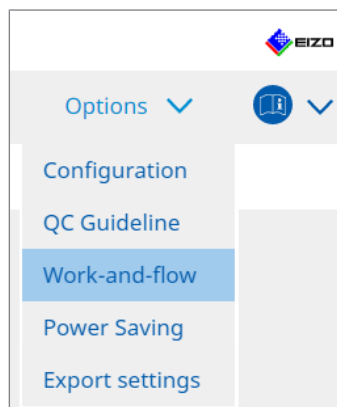 EIZO
Options
Configuration
QC Guideline
Work-and-flow
Power Saving
Export settings